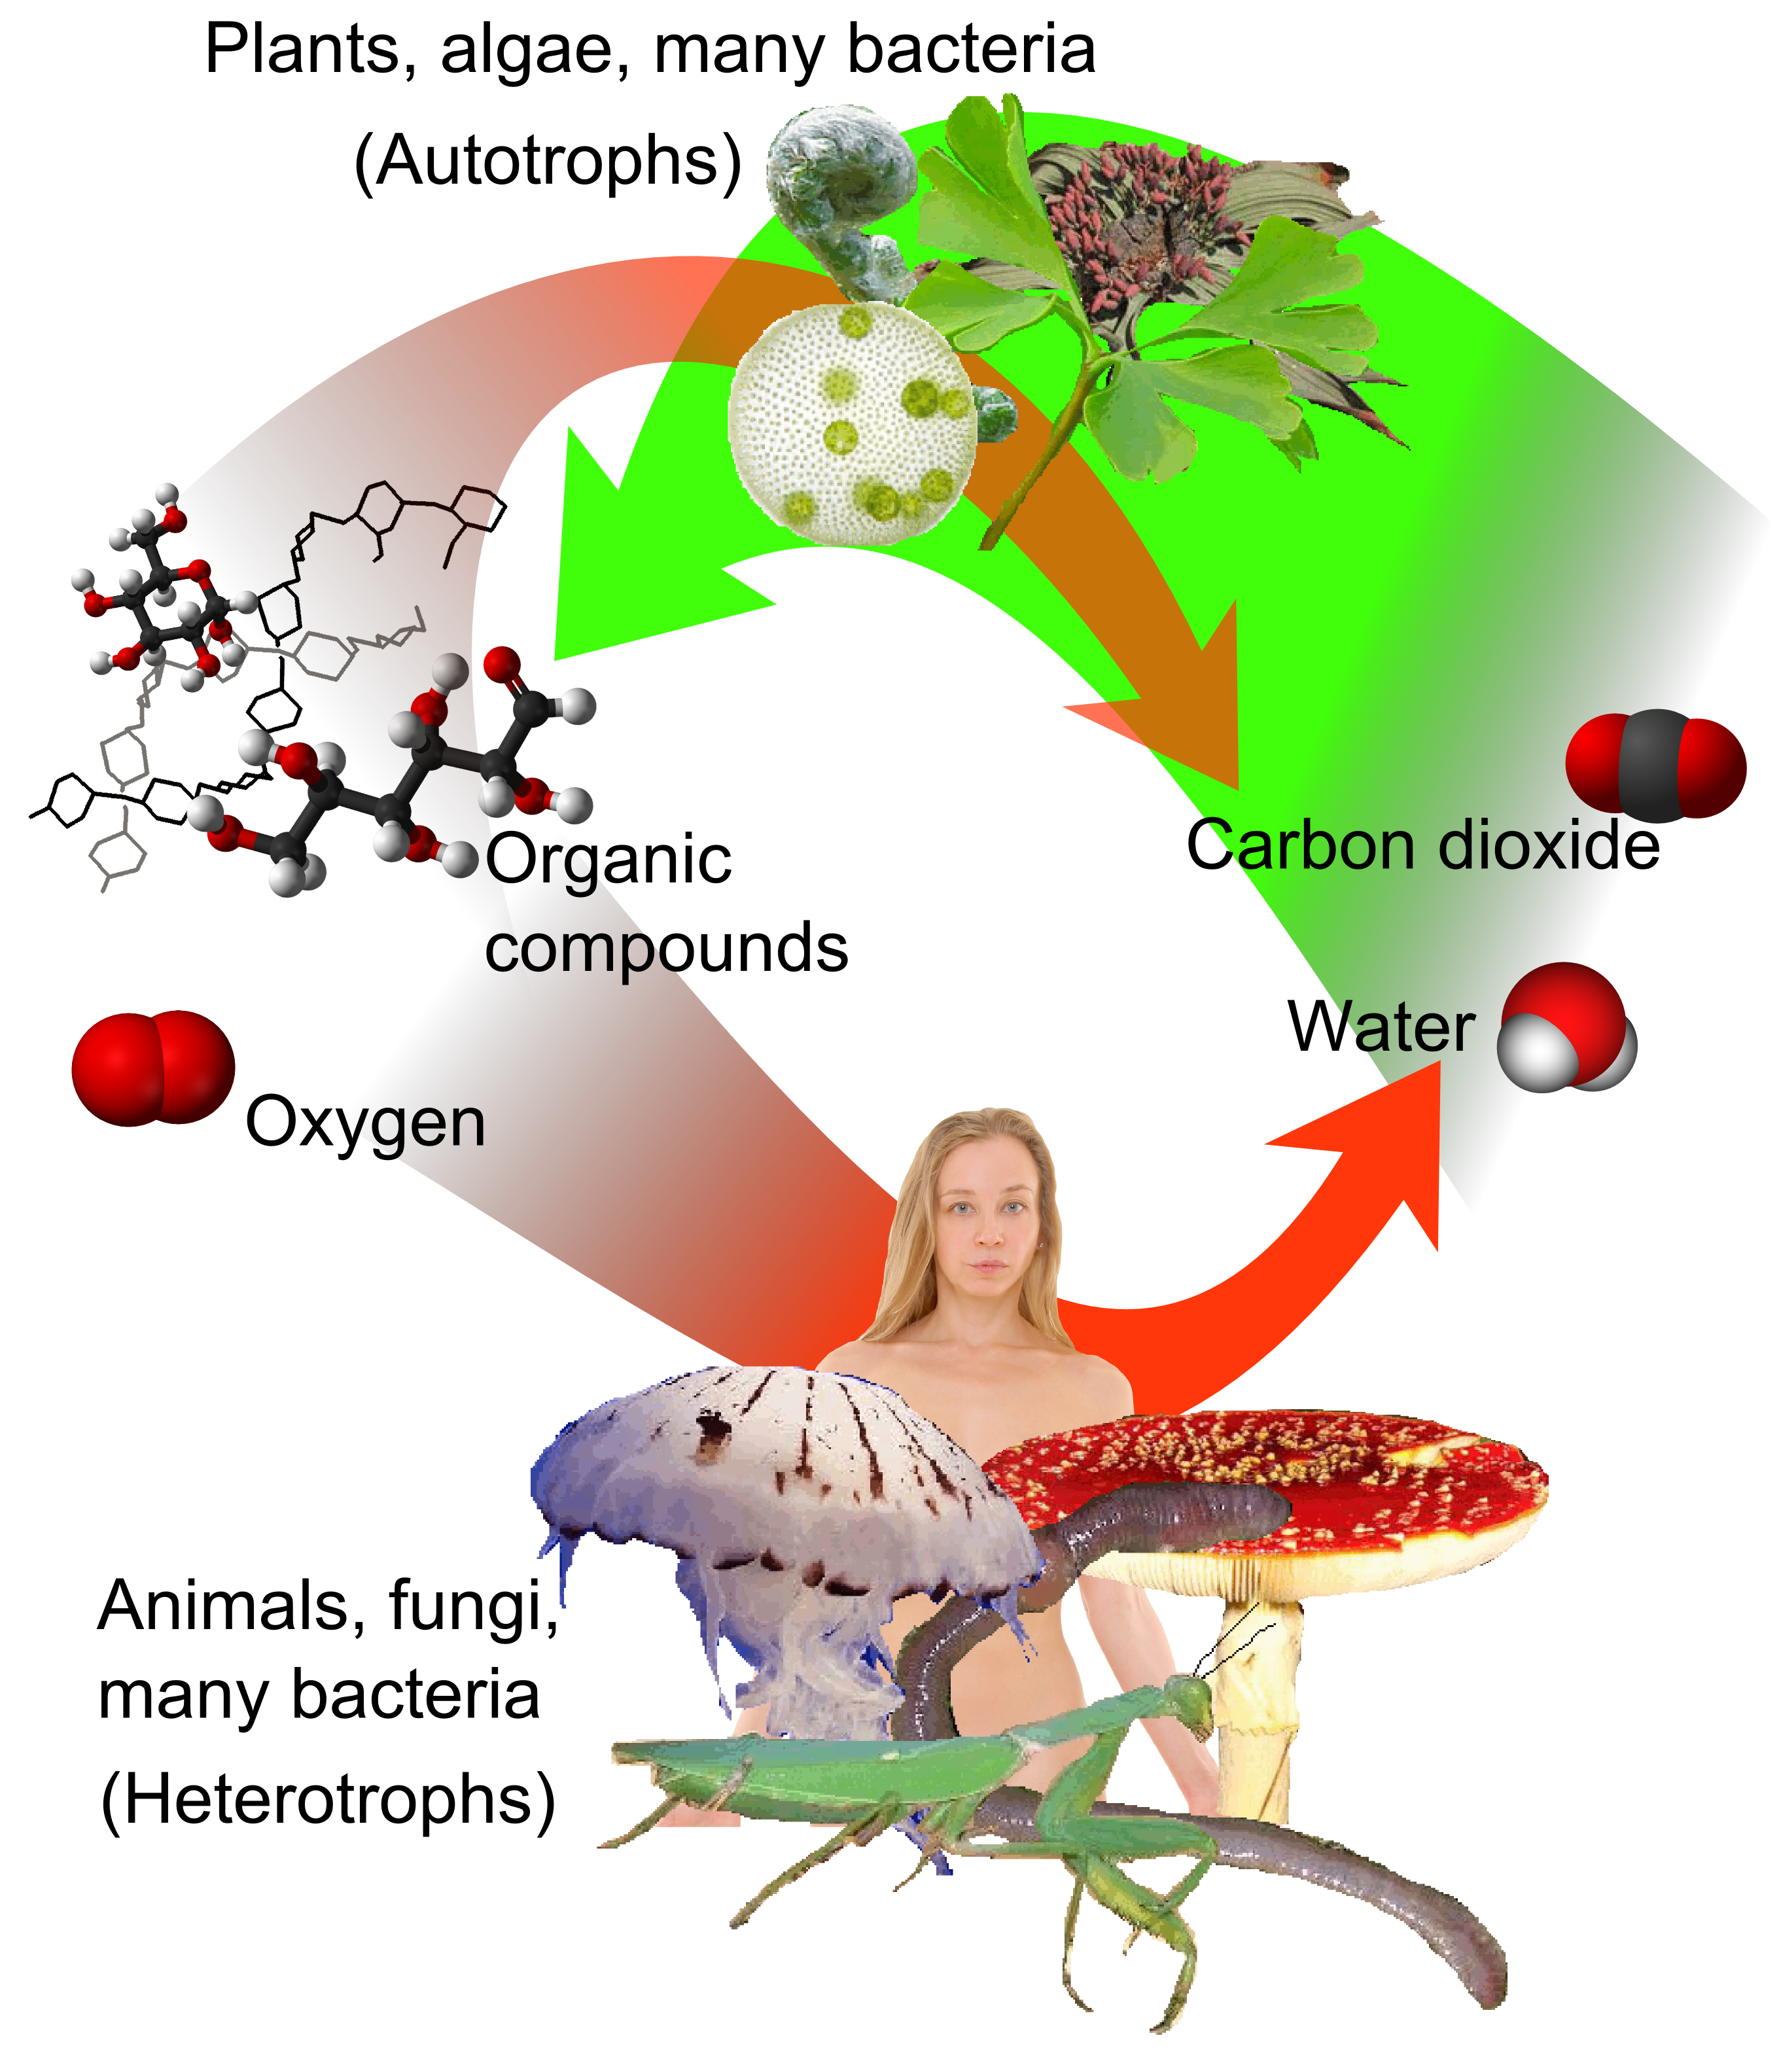 Plants, algae, many bacteria
(Autotrophs)
Organic
compounds
Carbon dioxide
Water
Oxygen
Animals, fungi,
many bacteria
(Heterotrophs)